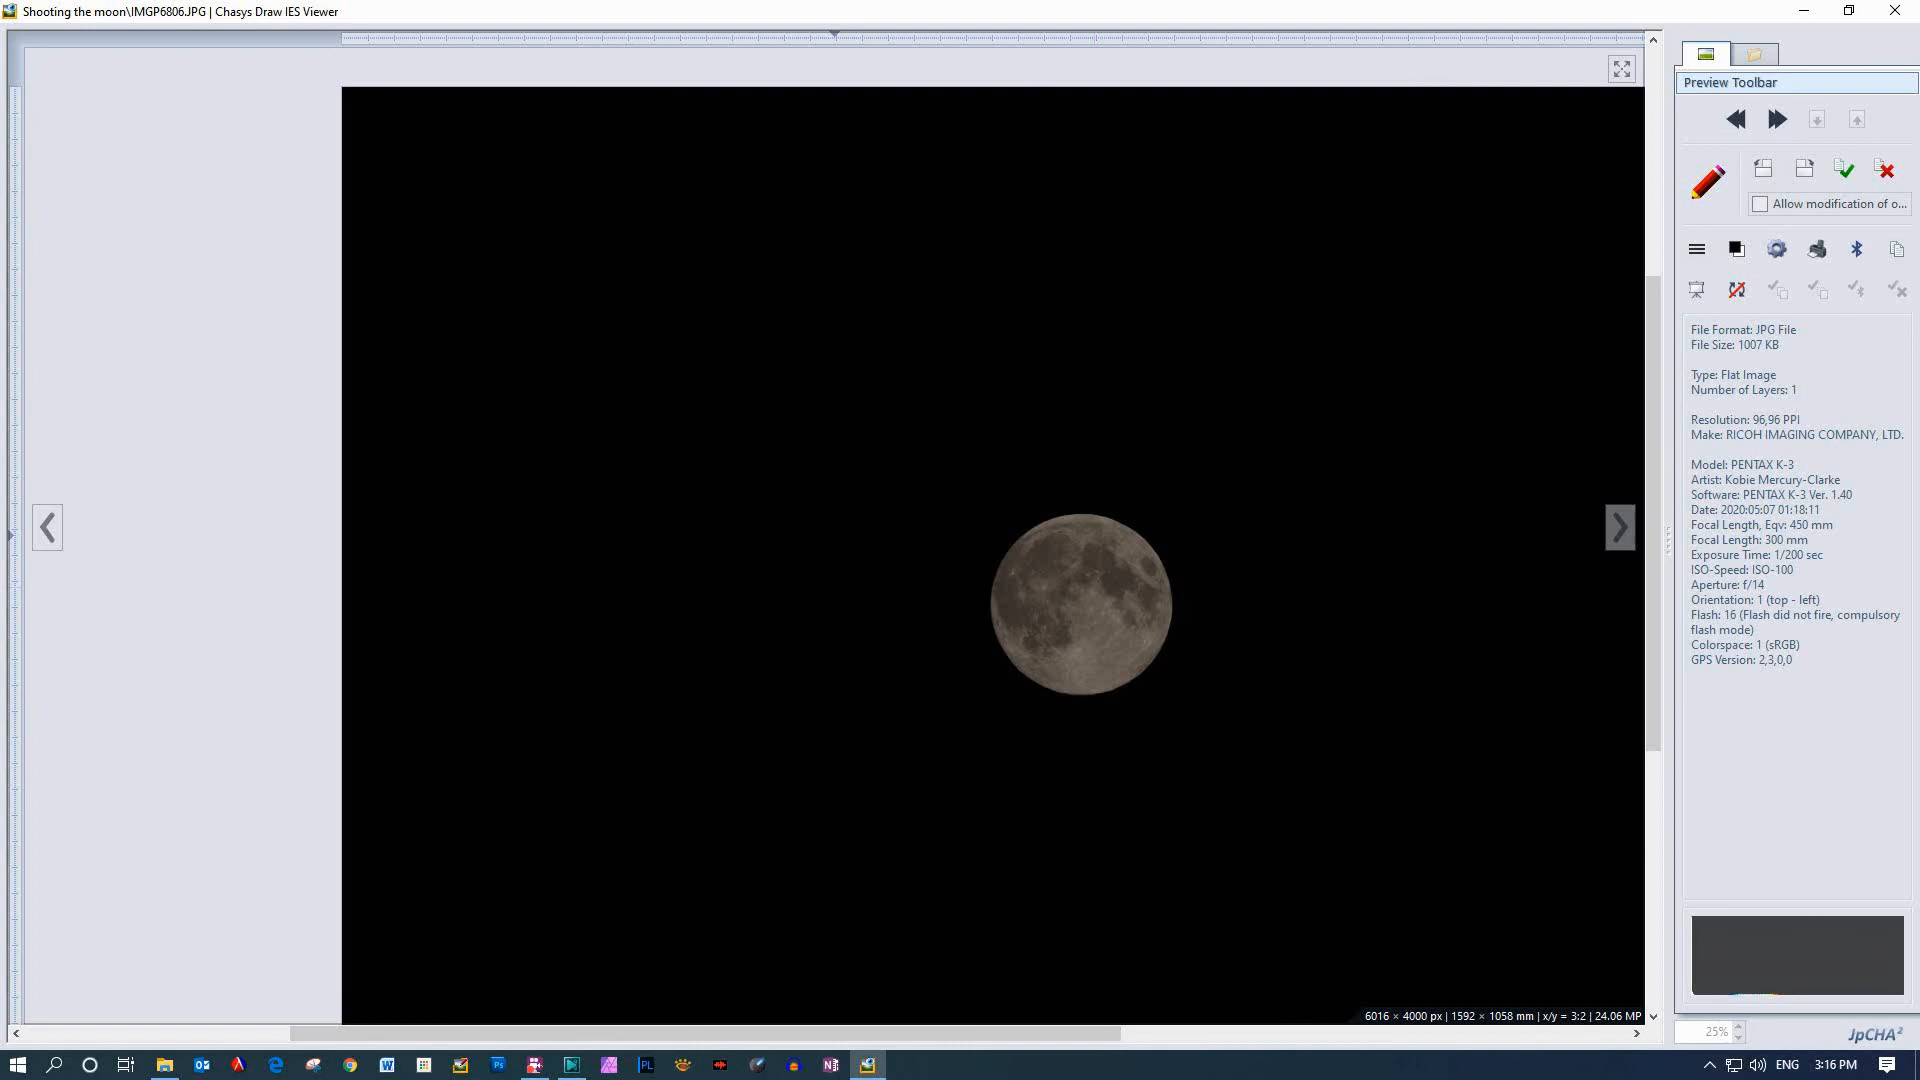 Shooting the moon\IMGP6806.JPG | Chasys Draw IES Viewer
Preview Toolbar
Allow modification of o...
File Format: JPG File
File Size: 1007 KB
Type: Flat Image
Number of Layers: 1
Resolution: 96,96 PPI
Make: RICOH IMAGING COMPANY, LTD.
Model: PENTAX K-3
Artist: Kobie Mercury-Clarke
Software: PENTAX K-3 Ver. 1.40
Date: 2020:05:07 01:18:11
Focal Length, Eqv: 450 mm
Focal Length: 300 mm
Exposure Time: 1/200 sec
ISO-Speed: ISO-100
Aperture: f/14
Orientation: 1 (top - left)
Flash: 16 (Flash did not fire, compulsory
flash mode)
Colorspace: 1 (sRGB)
GPS Version: 2,3,0,0
6016 × 4000 px | 1592 × 1058 mm | x/y = 3:2 | 24.06 MP
25%
JpCHA²
W
Ps
PL
N
ENG
3:16 PM